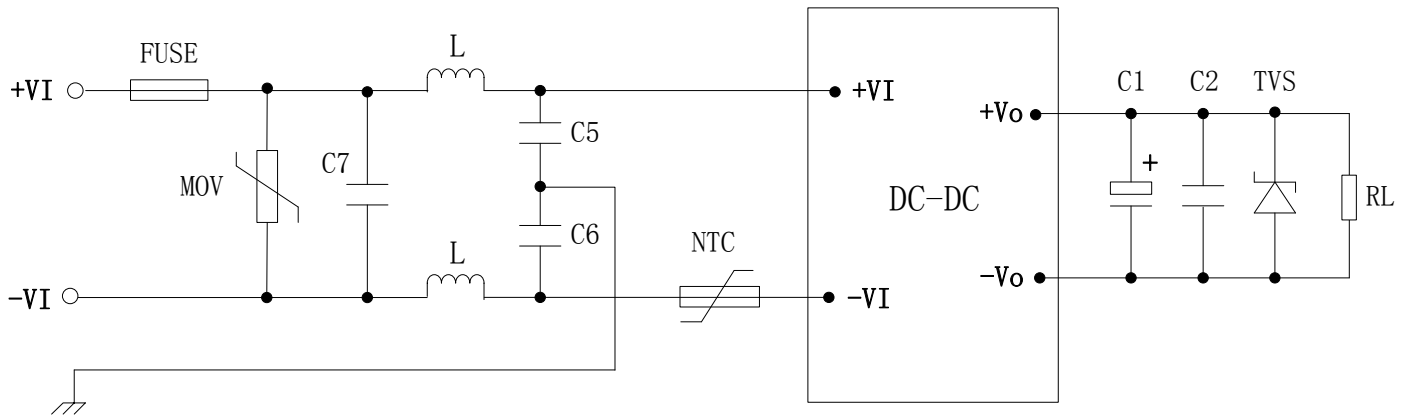 FUSE
L
+VI
+VI
C1
C2
TVS
+Vo
C5
+
C7
MOV
DC-DC
RL
C6
NTC
L
-Vo
-VI
-VI